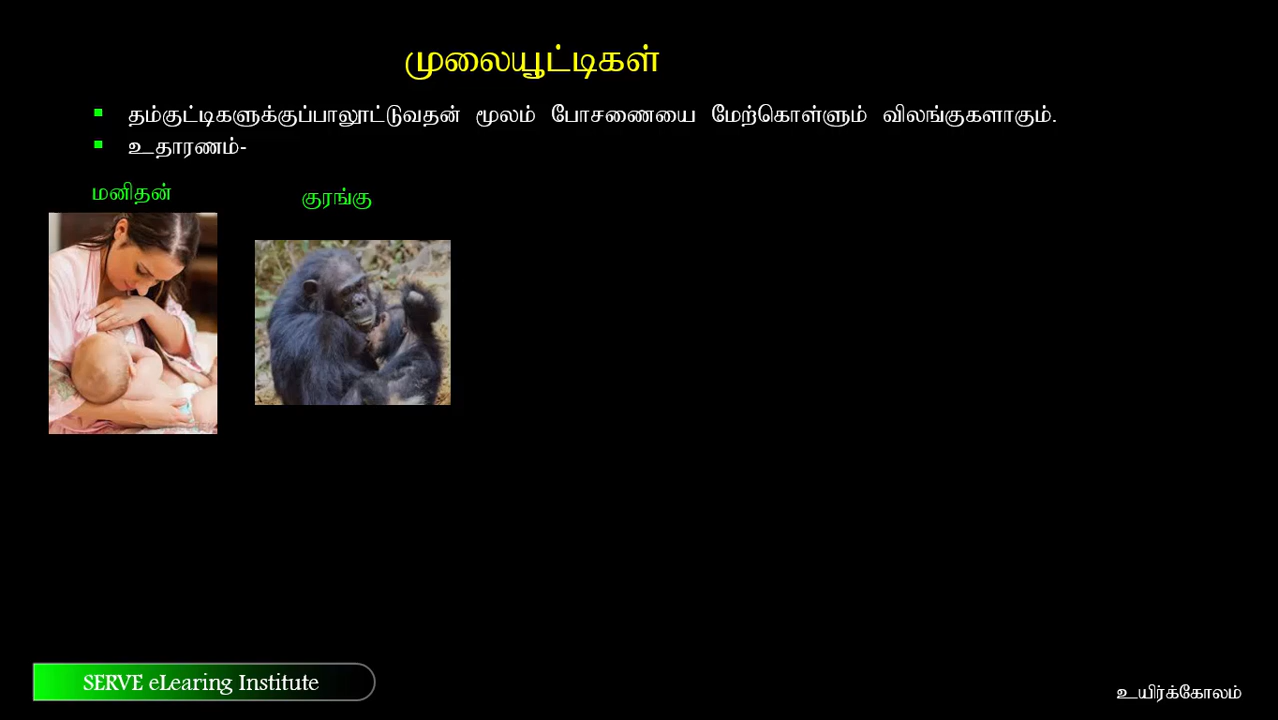 முலையூட்டிகள்
தம்குட்டிகளுக்குப்பாலூட்டுவதன் மூலம் போசணையை மேற்கொள்ளும் விலங்குகளாகும்.
உதாரணம்-
மனிதன்
குரங்கு
SERVE eLearing Institute
உயிர்க்கோலம்